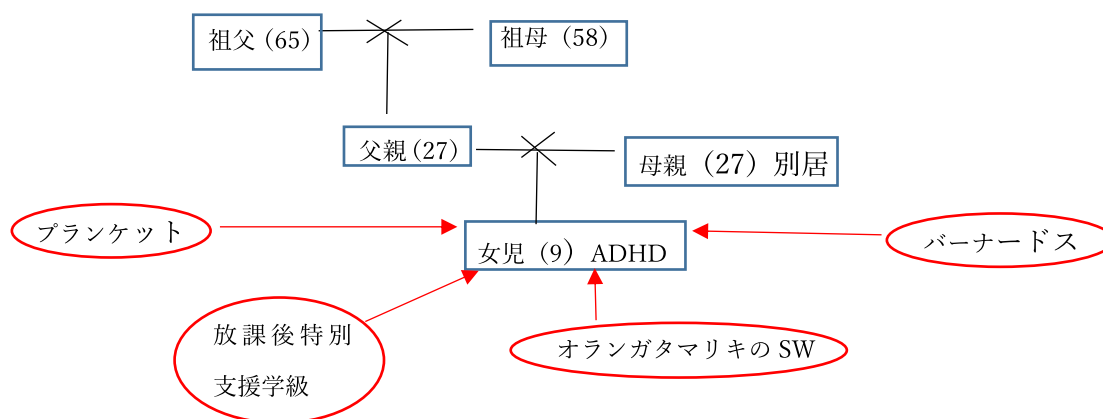 祖父（65）
祖母（58）
父親（27）
母親（27）別居
プランケット
女児（9）ADHD
バーナードス
放課後特別
支援学級
オランガタマリキの SW